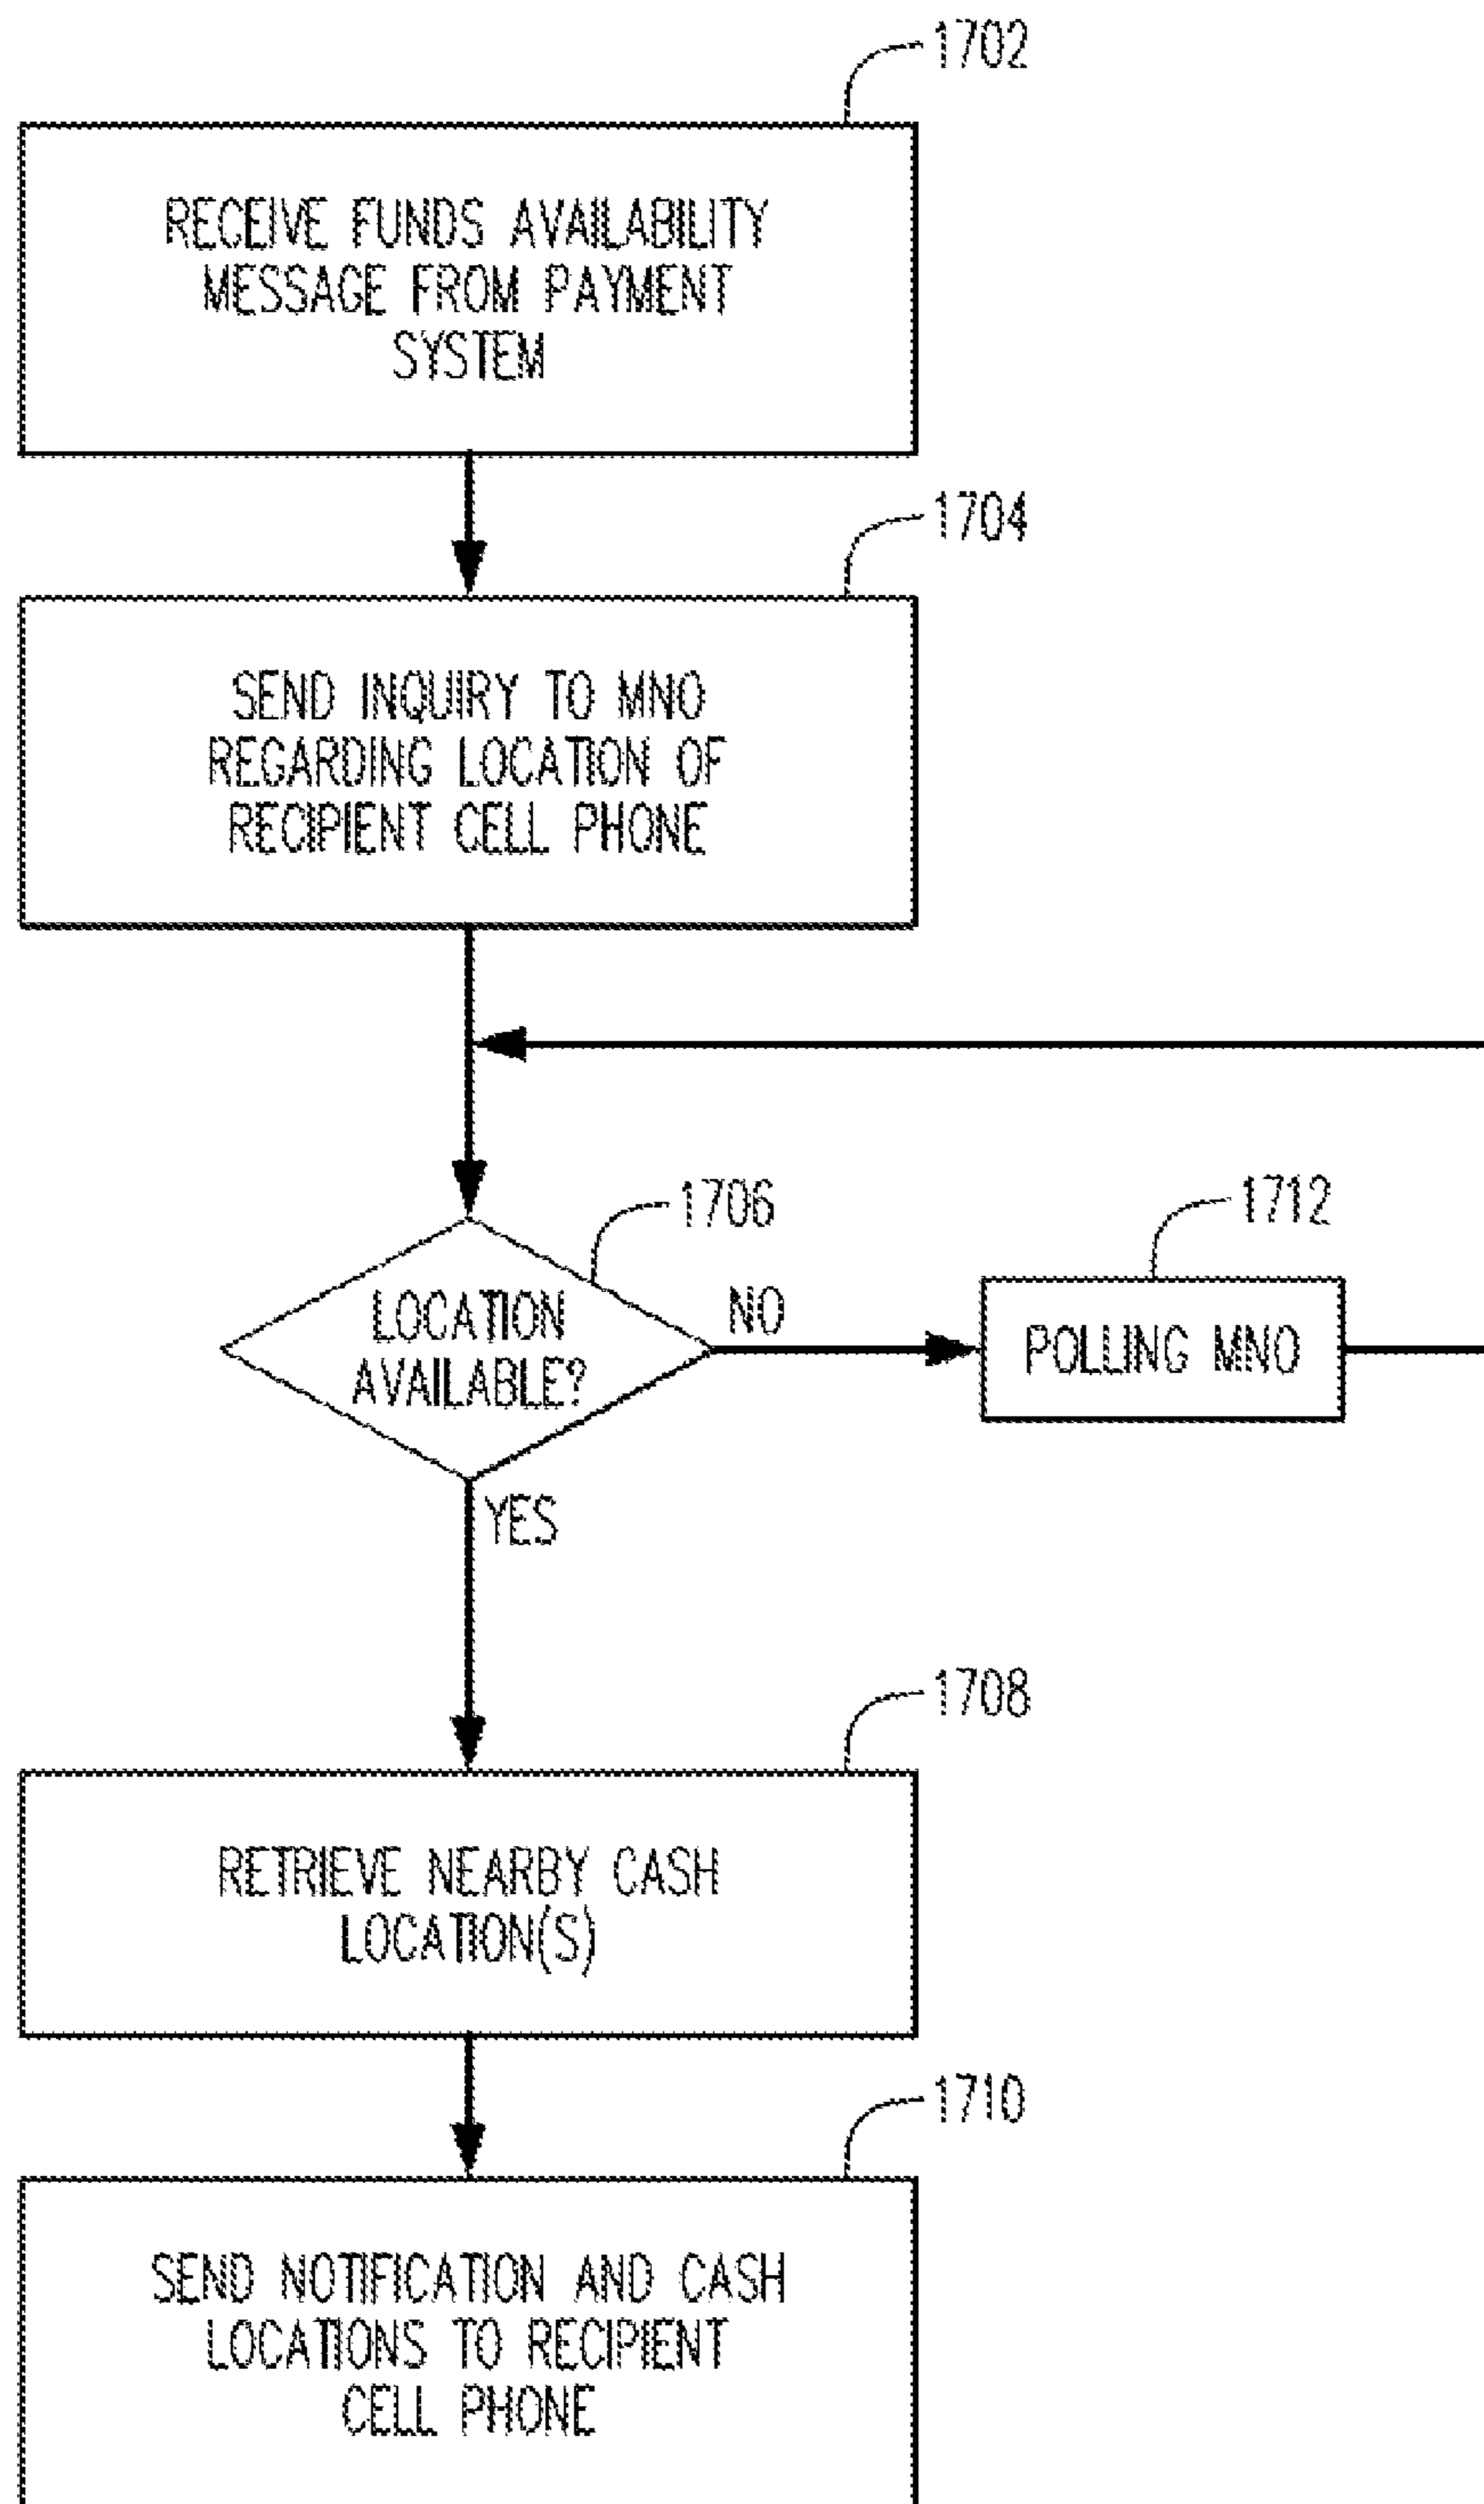 1702
RECEIVE FUNDS AVAILABILITY
MESSAGE FROM PAYMENT
SYSTEM
1704
SEND INQUIRY TO MNO
REGARDING LOCATION OF
RECIPIENT CELL PHONE
1706
LOCATION
AVAILABLE?
NO
1712
POLLING MNO
YES
1708
RETRIEVE NEARBY CASH
LOCATION(S)
1710
SEND NOTIFICATION AND CASH
LOCATIONS TO RECIPIENT
CELL PHONE